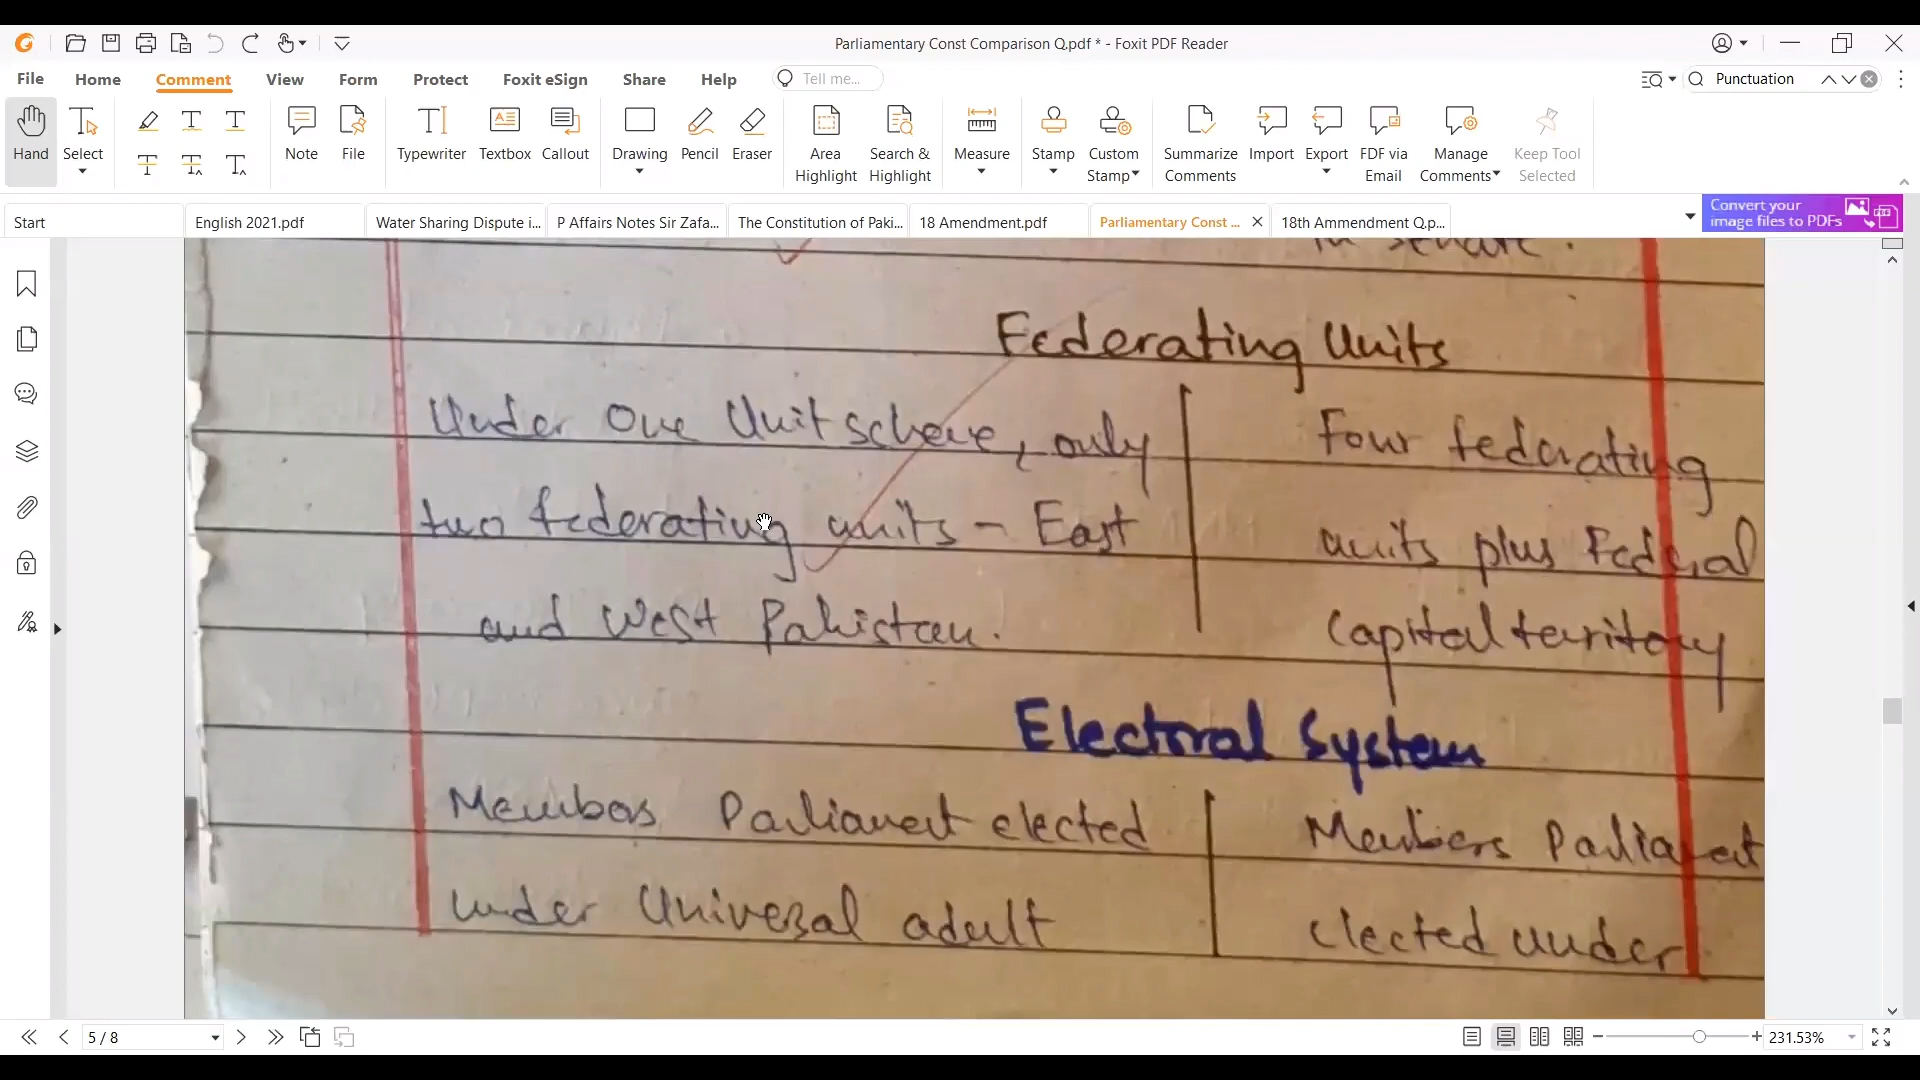 Parliamentary Const Comparison Q.pdf * - Foxit PDF Reader
File Home Comment View Form Protect Foxit eSign Share Help Tell me... Punctuation
Hand Select Note File Typewriter Textbox Callout Drawing Pencil Eraser Area Highlight Search & Highlight Measure Stamp Custom Stamp Summarize Comments Import Export FDF via Email Manage Comments Keep Tool Selected
Start English 2021.pdf Water Sharing Dispute i... P Affairs Notes Sir Zafa... The Constitution of Paki... 18 Amendment.pdf Parliamentary Const ... 18th Ammendment Q.p...
Convert your
image files to PDFs
in senate.
Federating Units
Under One Unit scheme, only
two federating units - East
and West Pakistan.
Four federating
units plus Federal
Capital territory
Electoral System
Members Parliament elected
under Universal adult
Members Parliament
elected under
5 / 8 231.53%